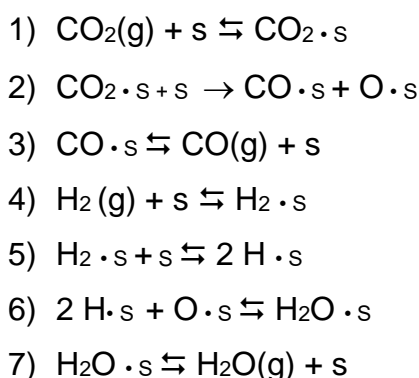 1) CO₂(g) + s ⇆ CO₂ · s
2) CO₂ · s + s → CO · s + O · s
3) CO · s ⇆ CO(g) + s
4) H₂ (g) + s ⇆ H₂ · s
5) H₂ · s + s ⇆ 2 H · s
6) 2 H· s + O · s ⇆ H₂O · s
7) H₂O · s ⇆ H₂O(g) + s